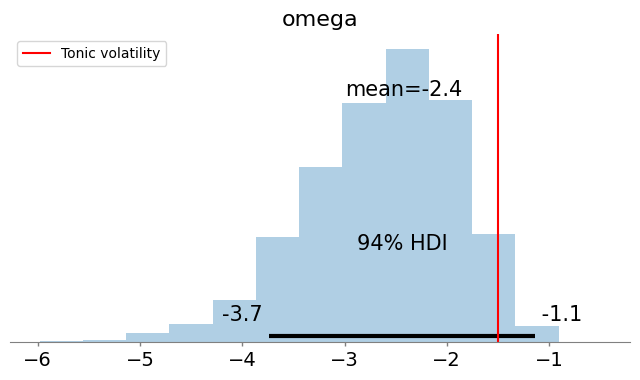 omega
Tonic volatility
mean=-2.4
94% HDI
-3.7
-1.1
−6 −5 −4 −3 −2 −1